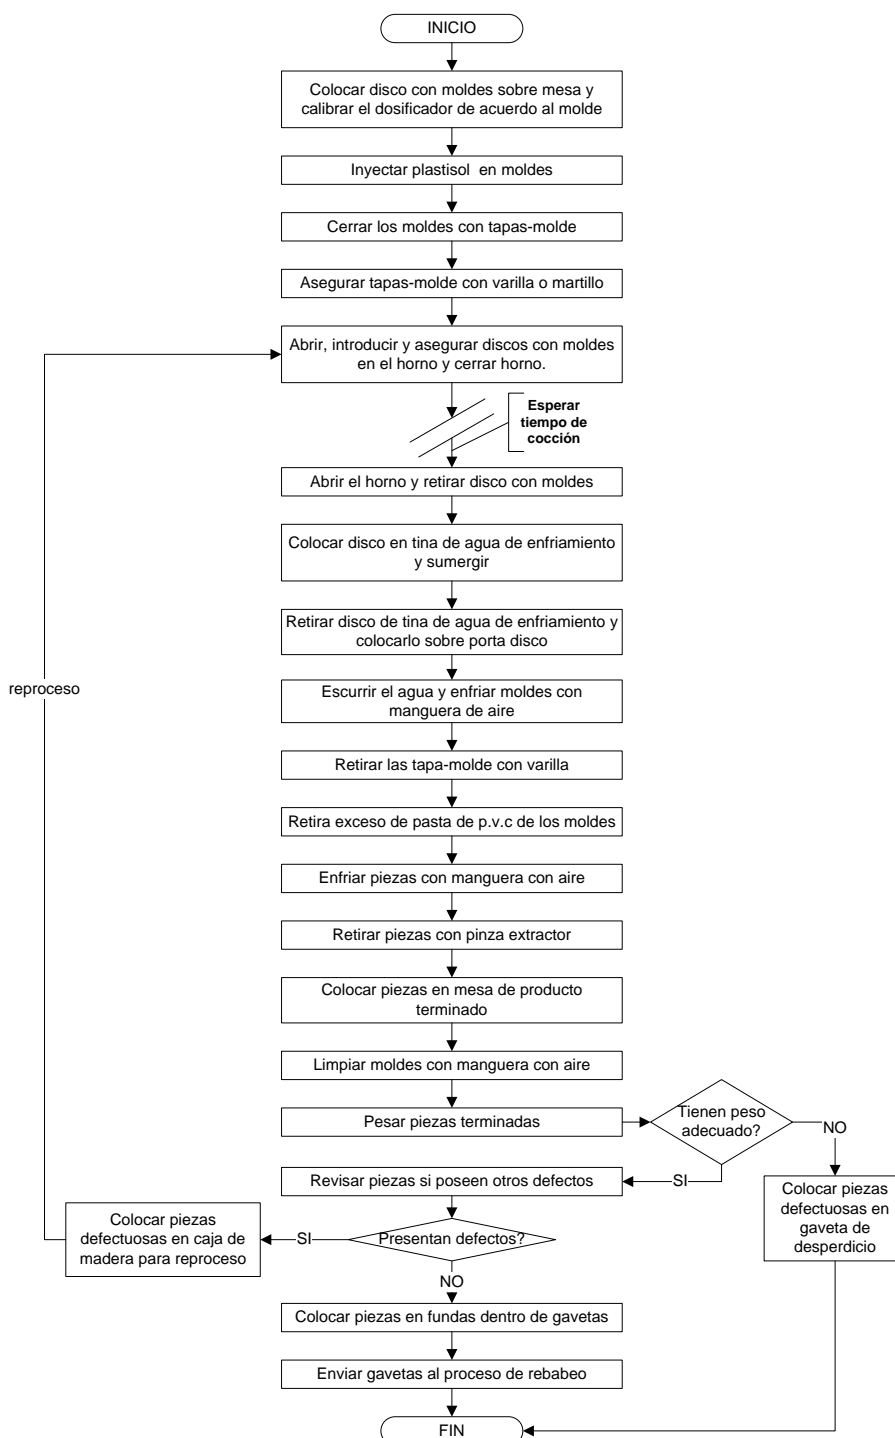 INICIO
Colocar disco con moldes sobre mesa y
calibrar el dosificador de acuerdo al molde
Inyectar plastisol en moldes
Cerrar los moldes con tapas-molde
Asegurar tapas-molde con varilla o martillo
Abrir, introducir y asegurar discos con moldes
en el horno y cerrar horno.
Esperar
tiempo de
cocción
Abrir el horno y retirar disco con moldes
Colocar disco en tina de agua de enfriamiento
y sumergir
Retirar disco de tina de agua de enfriamiento y
colocarlo sobre porta disco
reproceso
Escurrir el agua y enfriar moldes con
manguera de aire
Retirar las tapa-molde con varilla
Retira exceso de pasta de p.v.c de los moldes
Enfriar piezas con manguera con aire
Retirar piezas con pinza extractor
Colocar piezas en mesa de producto
terminado
Limpiar moldes con manguera con aire
Pesar piezas terminadas
Tienen peso
adecuado?
NO
Revisar piezas si poseen otros defectos
SI
Colocar piezas
defectuosas en
gaveta de
desperdicio
Colocar piezas
defectuosas en caja de
madera para reproceso
SI
Presentan defectos?
NO
Colocar piezas en fundas dentro de gavetas
Enviar gavetas al proceso de rebabeo
FIN